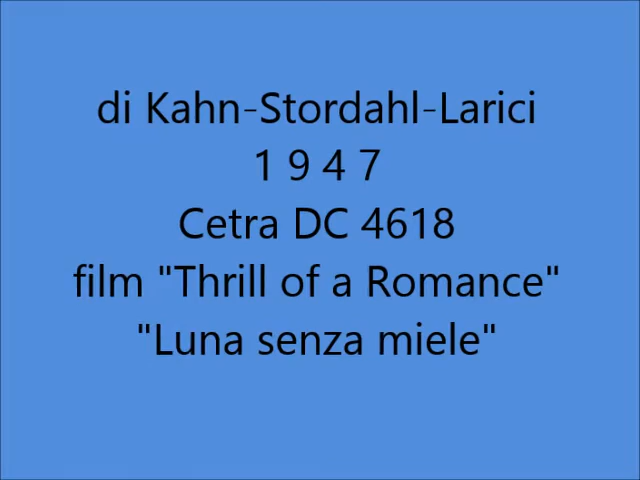 di Kahn-Stordahl-Larici
1 9 4 7
Cetra DC 4618
film "Thrill of a Romance"
"Luna senza miele"